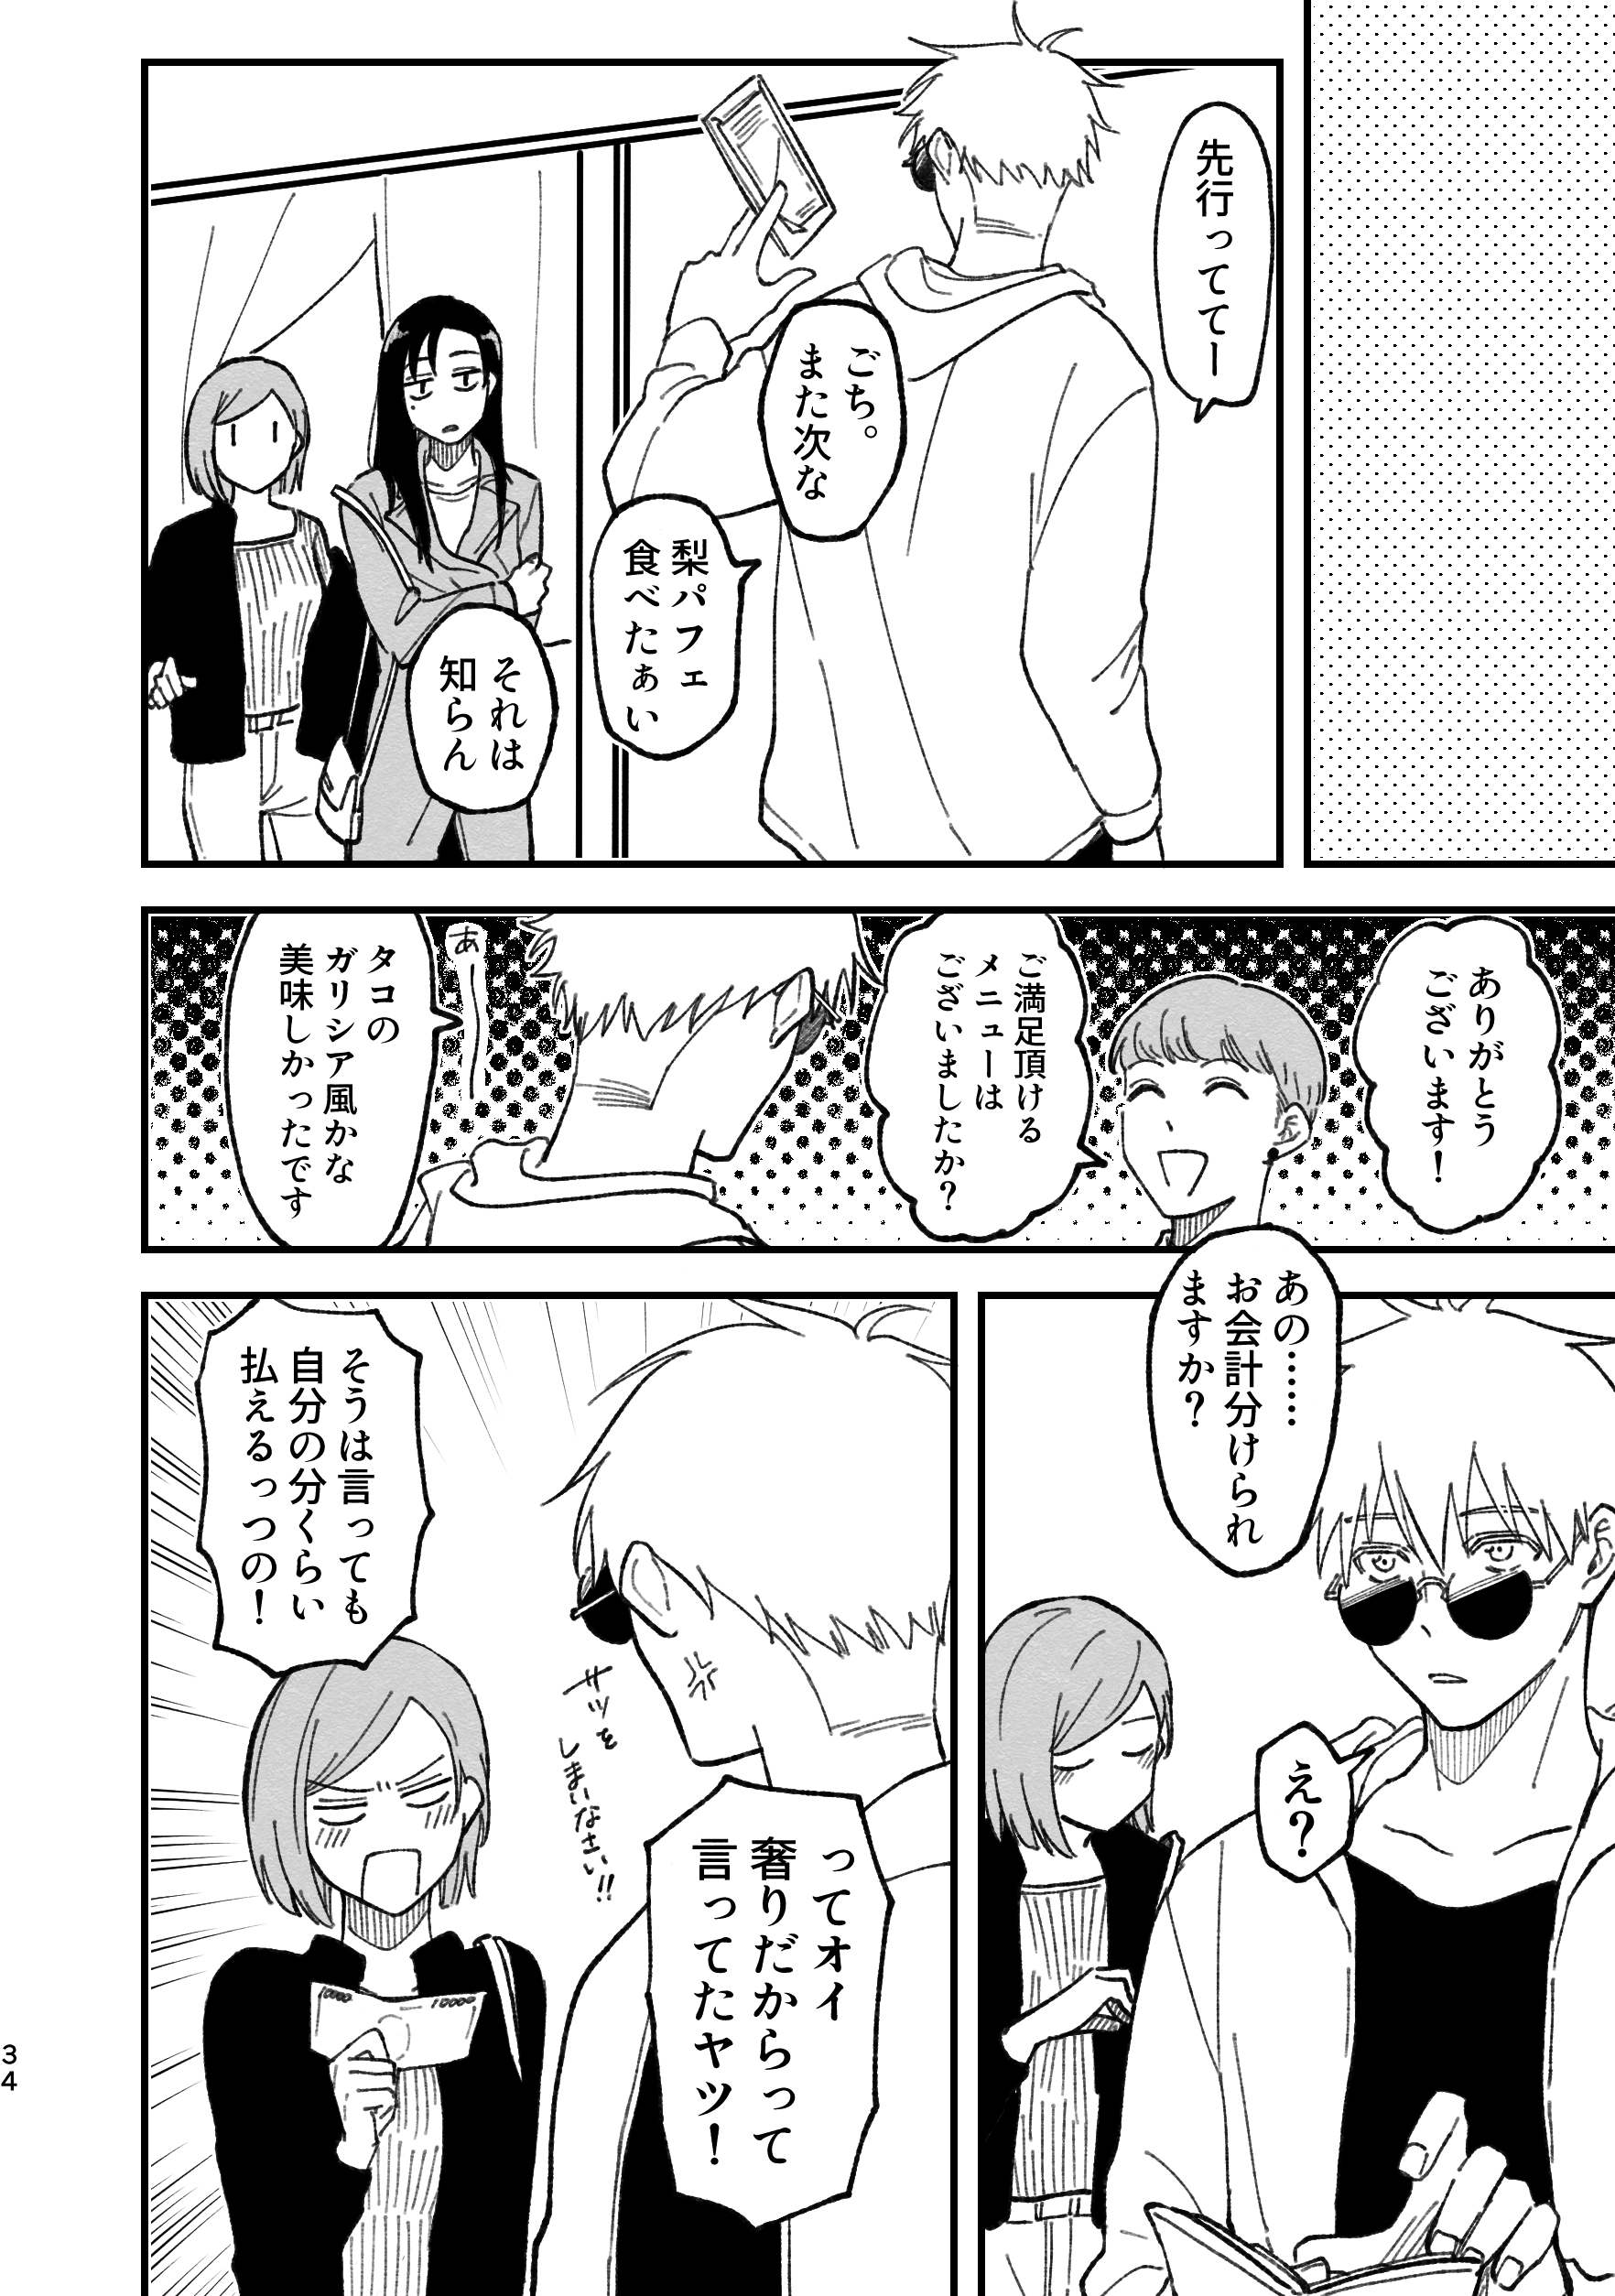 先行っててー
ごち。
また次な
梨パフェ
食べたぁい
それは
知らん
ありがとう
ございます!
ご満足頂ける
メニューは
ございましたか?
あー
タコの
ガリシア風かな
美味しかったです
あの……
お会計分けられ
ますか?
え?
ってオイ
奢りだからって
言ってたヤツ!
サツを
しまいなさい!!
そうは言っても
自分の分くらい
払えるっつの!
10000
10000
34